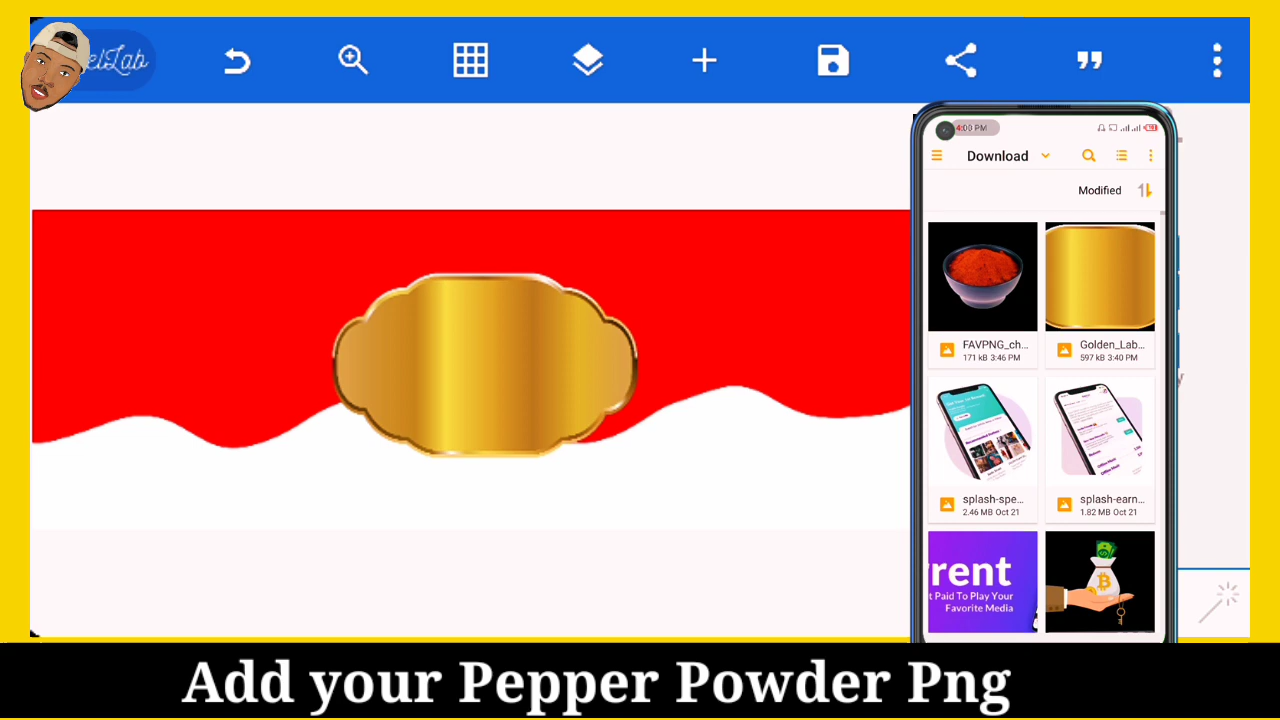 elLab
4:00 PM
Download
Modified
FAVPNG_ch...
171 kB 3:46 PM
Golden_Lab...
597 kB 3:40 PM
splash-spe...
2.46 MB Oct 21
splash-earn...
1.82 MB Oct 21
rrent
t Paid To Play Your
Favorite Media
Add your Pepper Powder Png